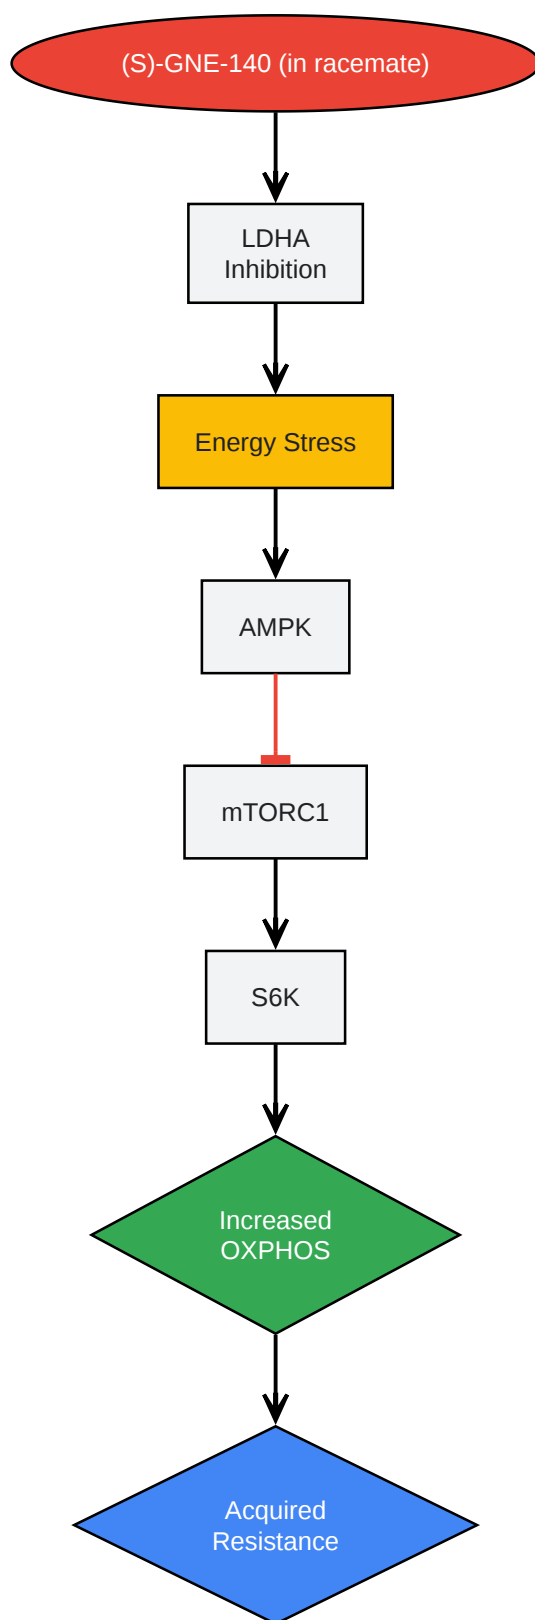 (S)-GNE-140 (in racemate)
LDHA
Inhibition
Energy Stress
AMPK
mTORC1
S6K
Increased
OXPHOS
Acquired
Resistance